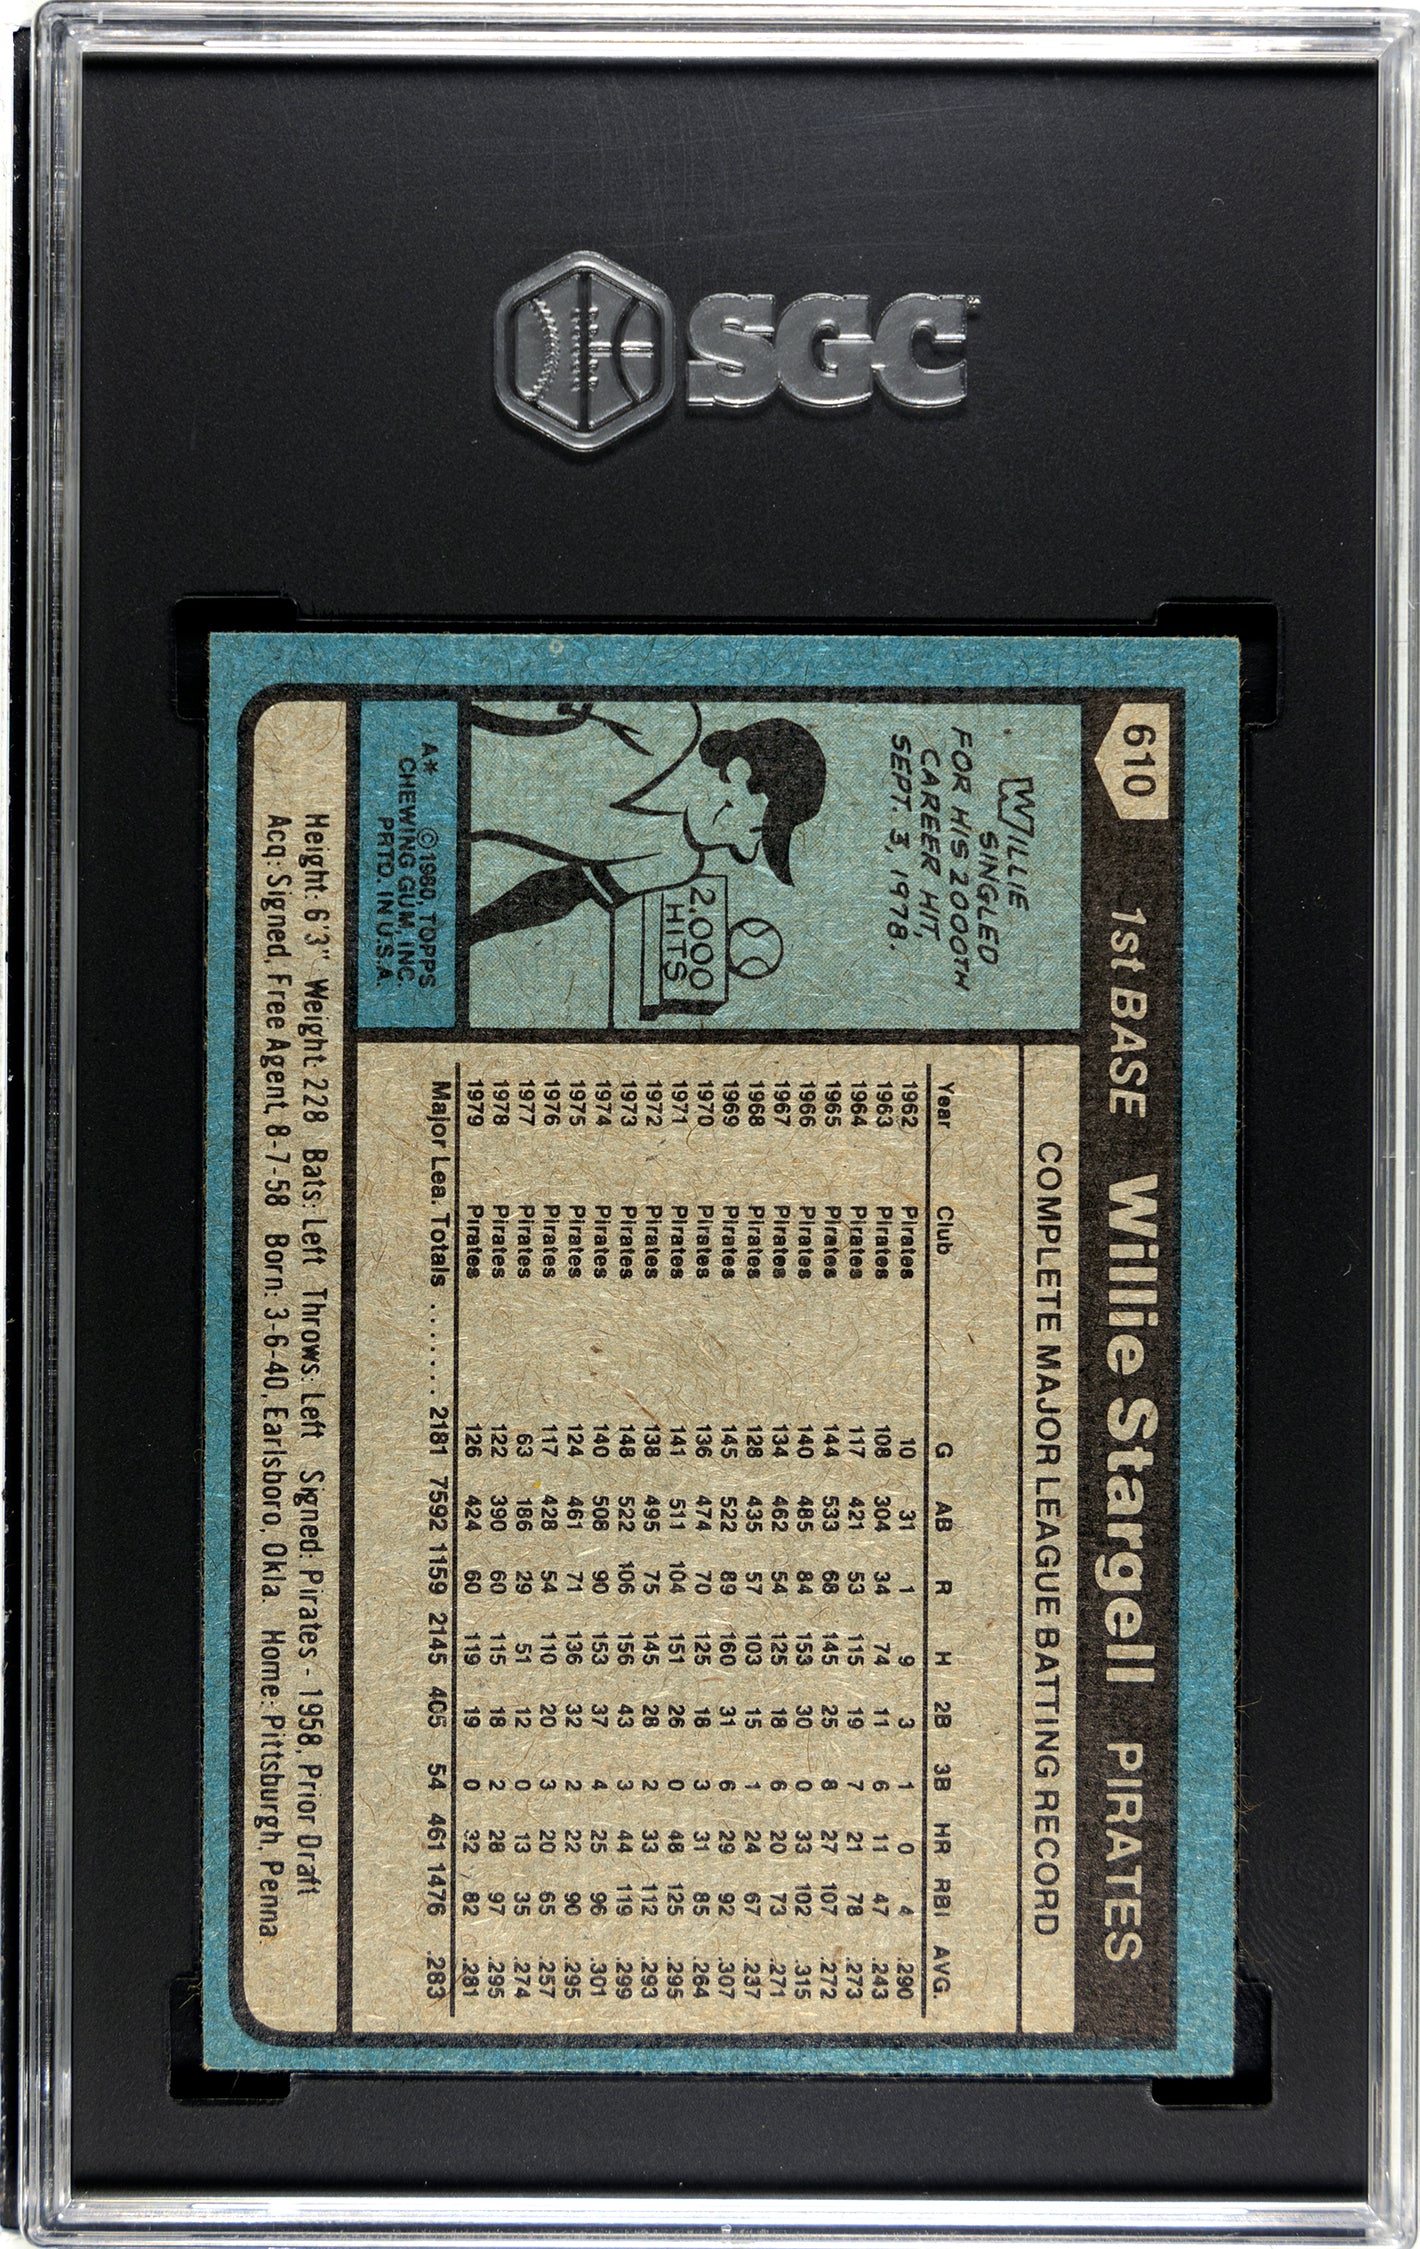 SGC
610 1st BASE Willie Stargell PIRATES
WILLIE
SINGLED
FOR HIS 2000TH
CAREER HIT,
SEPT. 3, 1978.
2,000
HITS
A* ©1980, TOPPS
CHEWING GUM, INC.
PRTD. IN U.S.A.
COMPLETE MAJOR LEAGUE BATTING RECORD
Year Club G AB R H 2B 3B HR RBI AVG.
1962 Pirates 10 31 1 9 3 1 0 4 .290
1963 Pirates 108 304 34 74 11 6 11 47 .243
1964 Pirates 117 421 53 115 19 7 21 78 .273
1965 Pirates 144 533 68 145 25 8 27 107 .272
1966 Pirates 140 485 84 153 30 0 33 102 .315
1967 Pirates 134 462 54 125 18 6 20 73 .271
1968 Pirates 128 435 57 103 15 1 24 67 .237
1969 Pirates 145 522 89 160 31 6 29 92 .307
1970 Pirates 136 474 70 125 18 3 31 85 .264
1971 Pirates 141 511 104 151 26 0 48 125 .295
1972 Pirates 138 495 75 145 28 2 33 112 .293
1973 Pirates 148 522 106 156 43 3 44 119 .299
1974 Pirates 140 508 90 153 37 4 25 96 .301
1975 Pirates 124 461 71 136 32 2 22 90 .295
1976 Pirates 117 428 54 110 20 3 20 65 .257
1977 Pirates 63 186 29 51 12 0 13 35 .274
1978 Pirates 122 390 60 115 18 2 28 97 .295
1979 Pirates 126 424 60 119 19 0 32 82 .281
Major Lea. Totals . . . . . . . 2181 7592 1159 2145 405 54 461 1476 .283
Height: 6'3" Weight: 228 Bats: Left Throws: Left Signed: Pirates - 1958, Prior Draft
Acq: Signed, Free Agent, 8-7-58 Born: 3-6-40, Earlsboro, Okla. Home: Pittsburgh, Penna.